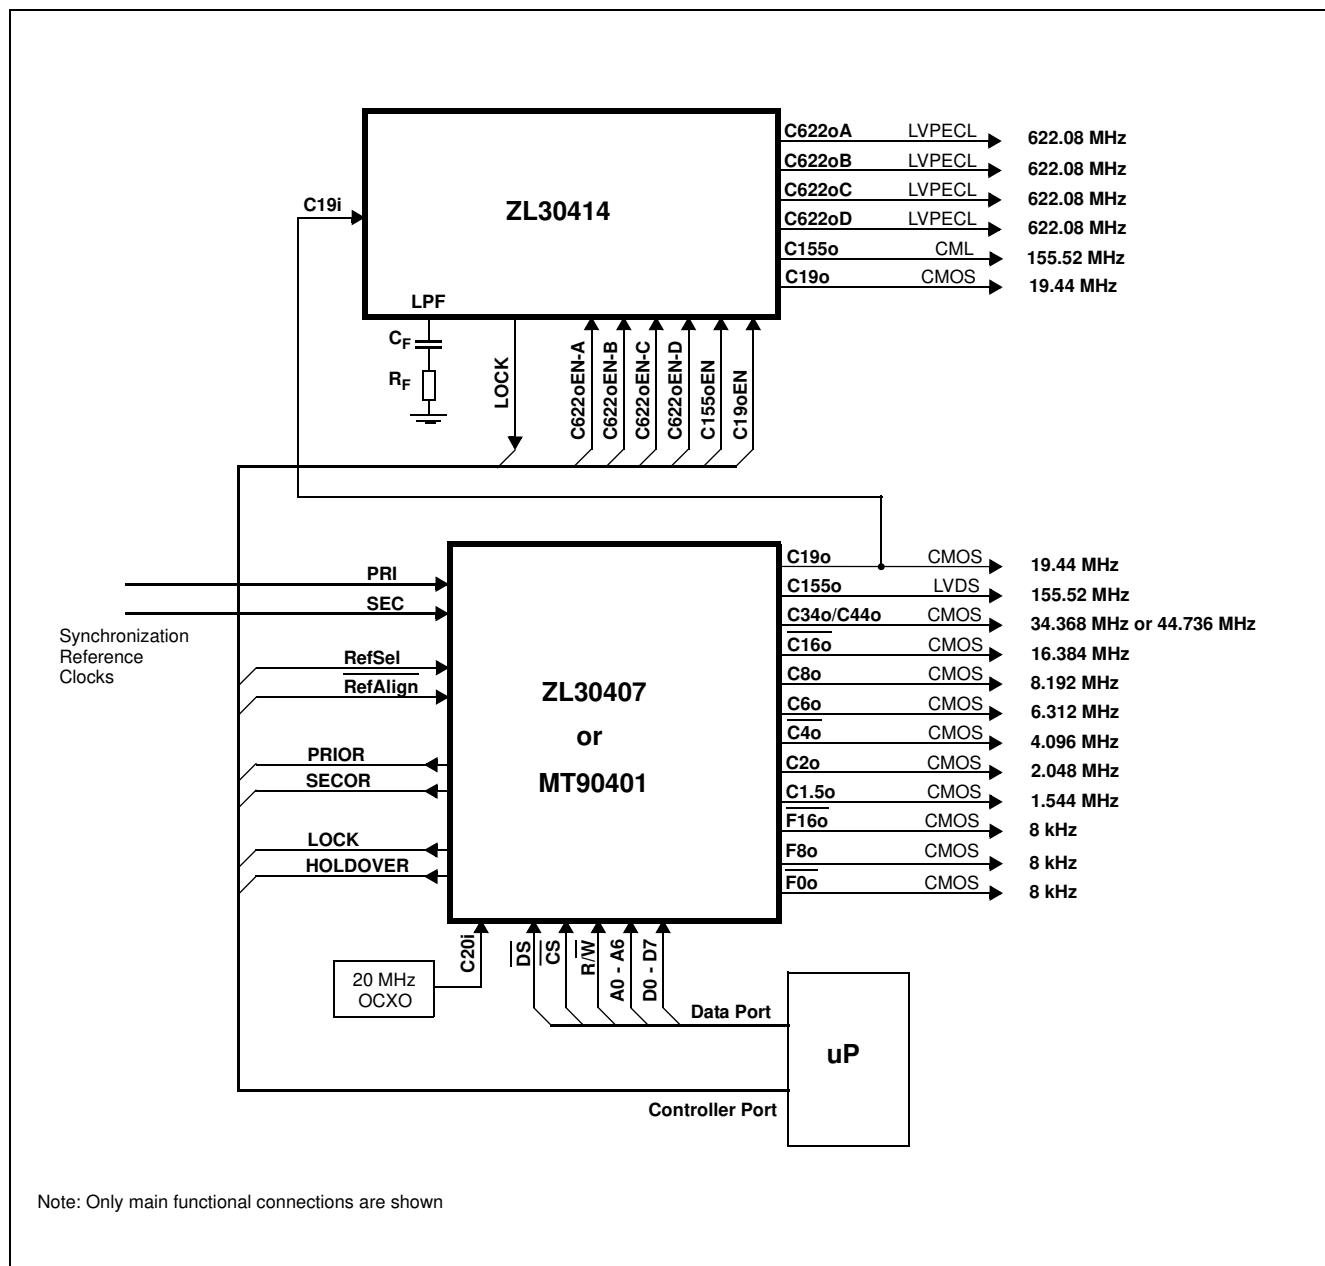 C622oA LVPECL 622.08 MHz
C622oB LVPECL 622.08 MHz
C622oC LVPECL 622.08 MHz
C622oD LVPECL 622.08 MHz
C155o CML 155.52 MHz
C19o CMOS 19.44 MHz
C19i
ZL30414
LPF
CF
RF
LOCK
C622oEN-A
C622oEN-B
C622oEN-C
C622oEN-D
C155oEN
C19oEN
C19o CMOS 19.44 MHz
C155o LVDS 155.52 MHz
C34o/C44o CMOS 34.368 MHz or 44.736 MHz
C16o CMOS 16.384 MHz
C8o CMOS 8.192 MHz
C6o CMOS 6.312 MHz
C4o CMOS 4.096 MHz
C2o CMOS 2.048 MHz
C1.5o CMOS 1.544 MHz
F16o CMOS 8 kHz
F8o CMOS 8 kHz
F0o CMOS 8 kHz
PRI
SEC
Synchronization
Reference
Clocks
RefSel
RefAlign
PRIOR
SECOR
LOCK
HOLDOVER
ZL30407
or
MT90401
C20i
DS
CS
R/W
A0 - A6
D0 - D7
20 MHz
OCXO
Data Port
uP
Controller Port
Note: Only main functional connections are shown